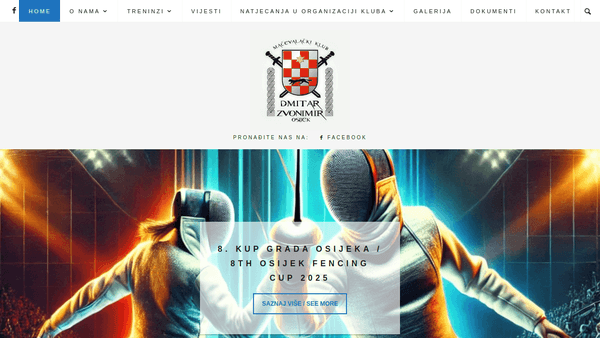 HOME
O NAMA
TRENINZI
VIJESTI
NATJECANJA U ORGANIZACIJI KLUBA
GALERIJA
DOKUMENTI
KONTAKT
MAČEVALAČKI KLUB
DMITAR
ZVONIMIR
OSIJEK
PRONAĐITE NAS NA:
FACEBOOK
8. KUP GRADA OSIJEKA /
8TH OSIJEK FENCING
CUP 2025
SAZNAJ VIŠE / SEE MORE